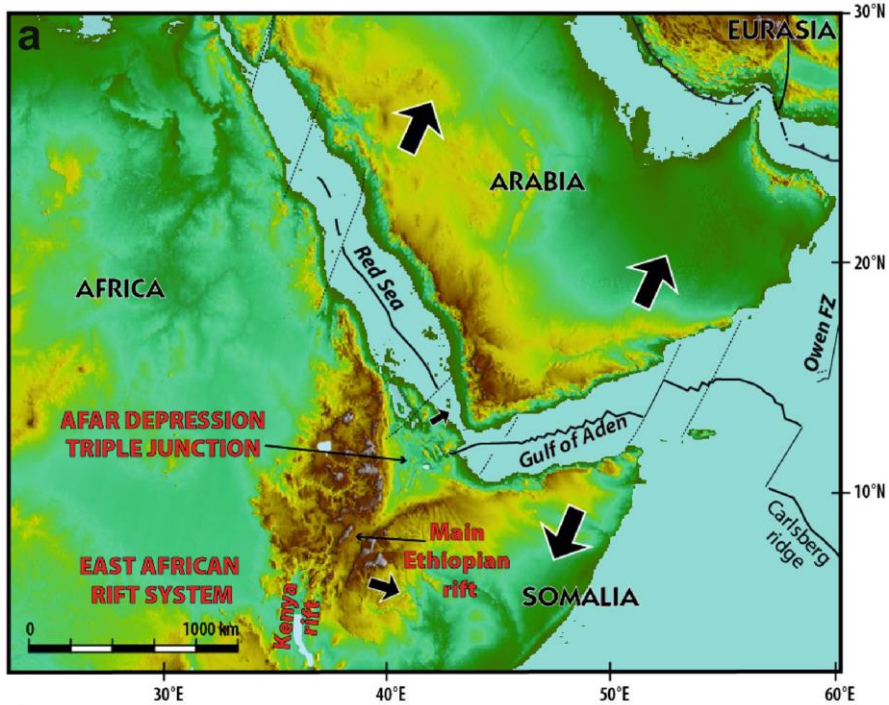 a
30°N
EURASIA
ARABIA
AFRICA
Red Sea
20°N
Owen FZ
AFAR DEPRESSION
TRIPLE JUNCTION
Gulf of Aden
10°N
Main
Ethiopian
rift
Carlsberg
ridge
EAST AFRICAN
RIFT SYSTEM
SOMALIA
Kenya
rift
0 1000 km
30°E 40°E 50°E 60°E